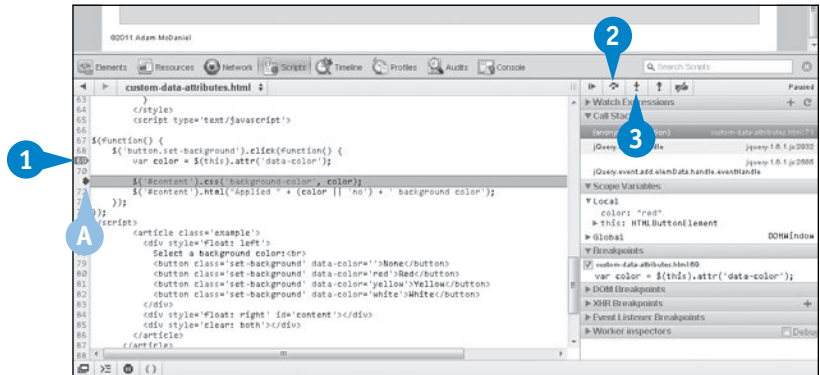 ©2011 Adam McDaniel
Elements Resources Network Scripts Timeline Profiles Audits Console Search Scripts
custom-data-attributes.html Paused
63 }
64 </style>
65 <script type='text/javascript'>
66
67 $(function() {
68 $('button.set-background').click(function() {
69 var color = $(this).attr('data-color');
70
$('#content').css('background-color', color);
72 $('#content').html("Applied " + (color || 'no') + ' background color');
});
});
</script>
<article class='example'>
<div style='float: left'>
Select a background color:<br>
79 <button class='set-background' data-color=''>None</button>
80 <button class='set-background' data-color='red'>Red</button>
81 <button class='set-background' data-color='yellow'>Yellow</button>
82 <button class='set-background' data-color='white'>White</button>
83 </div>
84 <div style='float: right' id='content'></div>
85 <div style='clear: both'></div>
86 </article>
87 </article>
88
Watch Expressions
Call Stack
custom-data-attributes.html:71
jquery-1.6.1.js:2932
jquery-1.6.1.js:2666
jQuery.event.add.elemData.handle.eventHandle
Scope Variables
Local
color: "red"
this: HTMLButtonElement
Global DOMWindow
Breakpoints
custom-data-attributes.html:69
var color = $(this).attr('data-color');
DOM Breakpoints
XHR Breakpoints
Event Listener Breakpoints
Worker inspectors
1
2
3
A